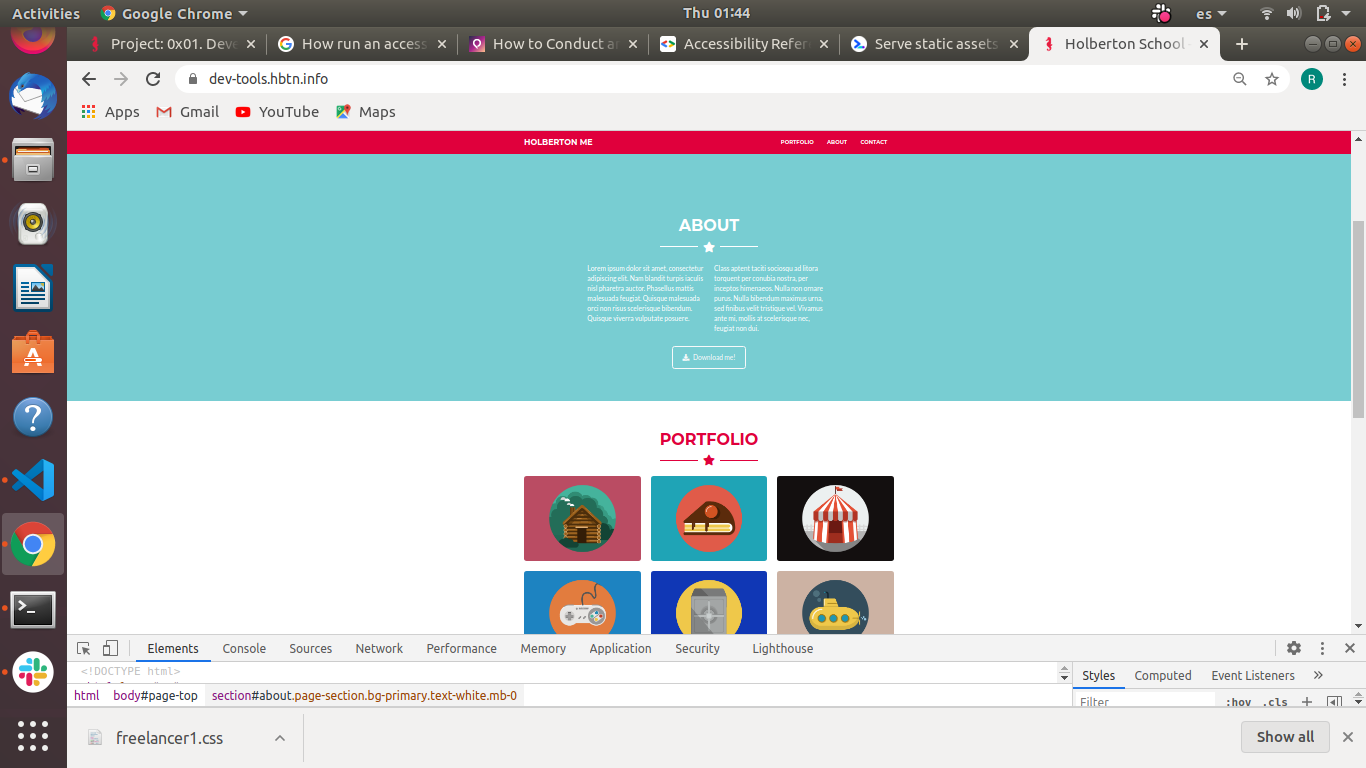 Activities
Google Chrome
Thu 01:44
es
Project: 0x01. Deve
How run an access
How to Conduct an
Accessibility Refer
Serve static assets
Holberton School -
dev-tools.hbtn.info
R
Apps
Gmail
YouTube
Maps
HOLBERTON ME
PORTFOLIO
ABOUT
CONTACT
ABOUT
Lorem ipsum dolor sit amet, consectetur
adipiscing elit. Nam blandit turpis iaculis
nisl pharetra auctor. Phasellus mattis
malesuada feugiat. Quisque malesuada
orci non risus scelerisque bibendum.
Quisque viverra vulputate posuere.
Class aptent taciti sociosqu ad litora
torquent per conubia nostra, per
inceptos himenaeos. Nulla non ornare
purus. Nulla bibendum maximus urna,
sed finibus velit tristique vel. Vivamus
ante mi, mollis at scelerisque nec,
feugiat non dui.
Download me!
PORTFOLIO
Elements
Console
Sources
Network
Performance
Memory
Application
Security
Lighthouse
<!DOCTYPE html>
Styles
Computed
Event Listeners
html
body#page-top
section#about.page-section.bg-primary.text-white.mb-0
Filter
:hov
.cls
freelancer1.css
Show all